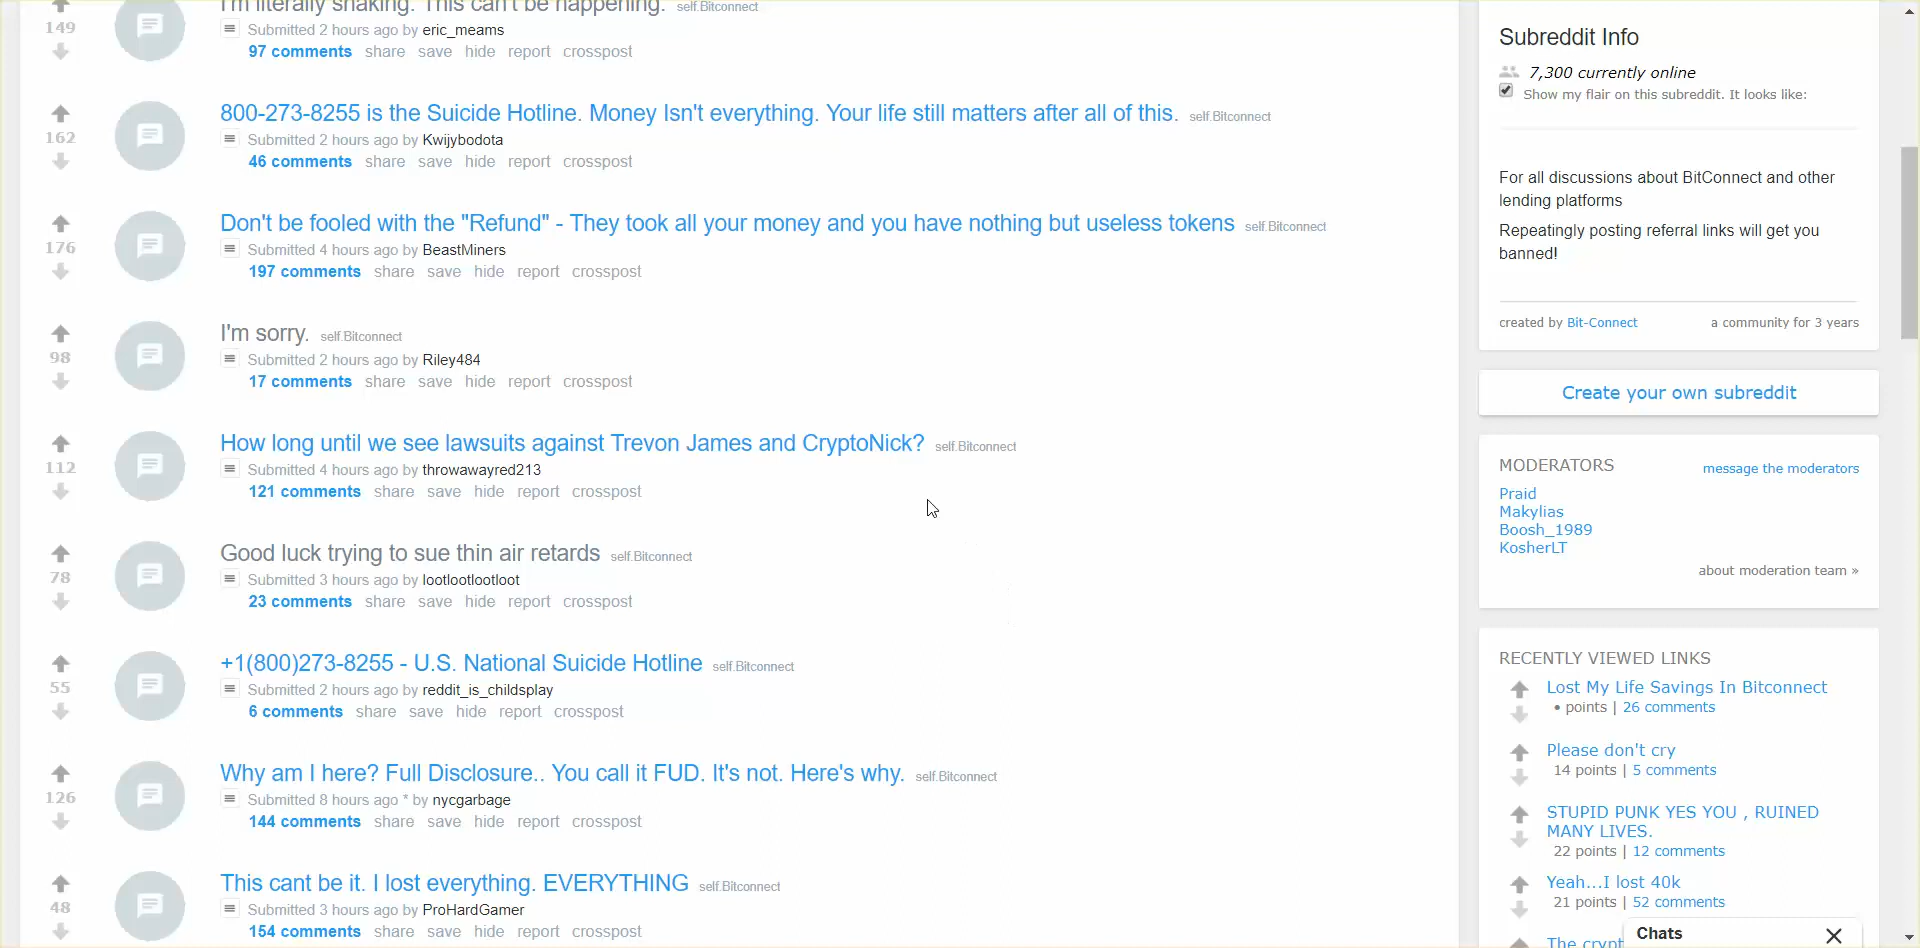 I'm literally shaking. This can't be happening. self.Bitconnect
149
Submitted 2 hours ago by eric_meams
97 comments share save hide report crosspost
800-273-8255 is the Suicide Hotline. Money Isn't everything. Your life still matters after all of this. self.Bitconnect
162
Submitted 2 hours ago by Kwijybodota
46 comments share save hide report crosspost
Don't be fooled with the "Refund" - They took all your money and you have nothing but useless tokens self.Bitconnect
176
Submitted 4 hours ago by BeastMiners
197 comments share save hide report crosspost
I'm sorry. self.Bitconnect
98
Submitted 2 hours ago by Riley484
17 comments share save hide report crosspost
How long until we see lawsuits against Trevon James and CryptoNick? self.Bitconnect
112
Submitted 4 hours ago by throwawayred213
121 comments share save hide report crosspost
Good luck trying to sue thin air retards self.Bitconnect
78
Submitted 3 hours ago by lootlootlootloot
23 comments share save hide report crosspost
+1(800)273-8255 - U.S. National Suicide Hotline self.Bitconnect
55
Submitted 2 hours ago by reddit_is_childsplay
6 comments share save hide report crosspost
Why am I here? Full Disclosure.. You call it FUD. It's not. Here's why. self.Bitconnect
126
Submitted 8 hours ago * by nycgarbage
144 comments share save hide report crosspost
This cant be it. I lost everything. EVERYTHING self.Bitconnect
48
Submitted 3 hours ago by ProHardGamer
154 comments share save hide report crosspost
Subreddit Info
7,300 currently online
Show my flair on this subreddit. It looks like:
For all discussions about BitConnect and other
lending platforms
Repeatingly posting referral links will get you
banned!
created by Bit-Connect a community for 3 years
Create your own subreddit
MODERATORS message the moderators
Praid
Makylias
Boosh_1989
KosherLT
about moderation team »
RECENTLY VIEWED LINKS
Lost My Life Savings In Bitconnect
• points | 26 comments
Please don't cry
14 points | 5 comments
STUPID PUNK YES YOU , RUINED
MANY LIVES.
22 points | 12 comments
Yeah...I lost 40k
21 points | 52 comments
The crypt
Chats